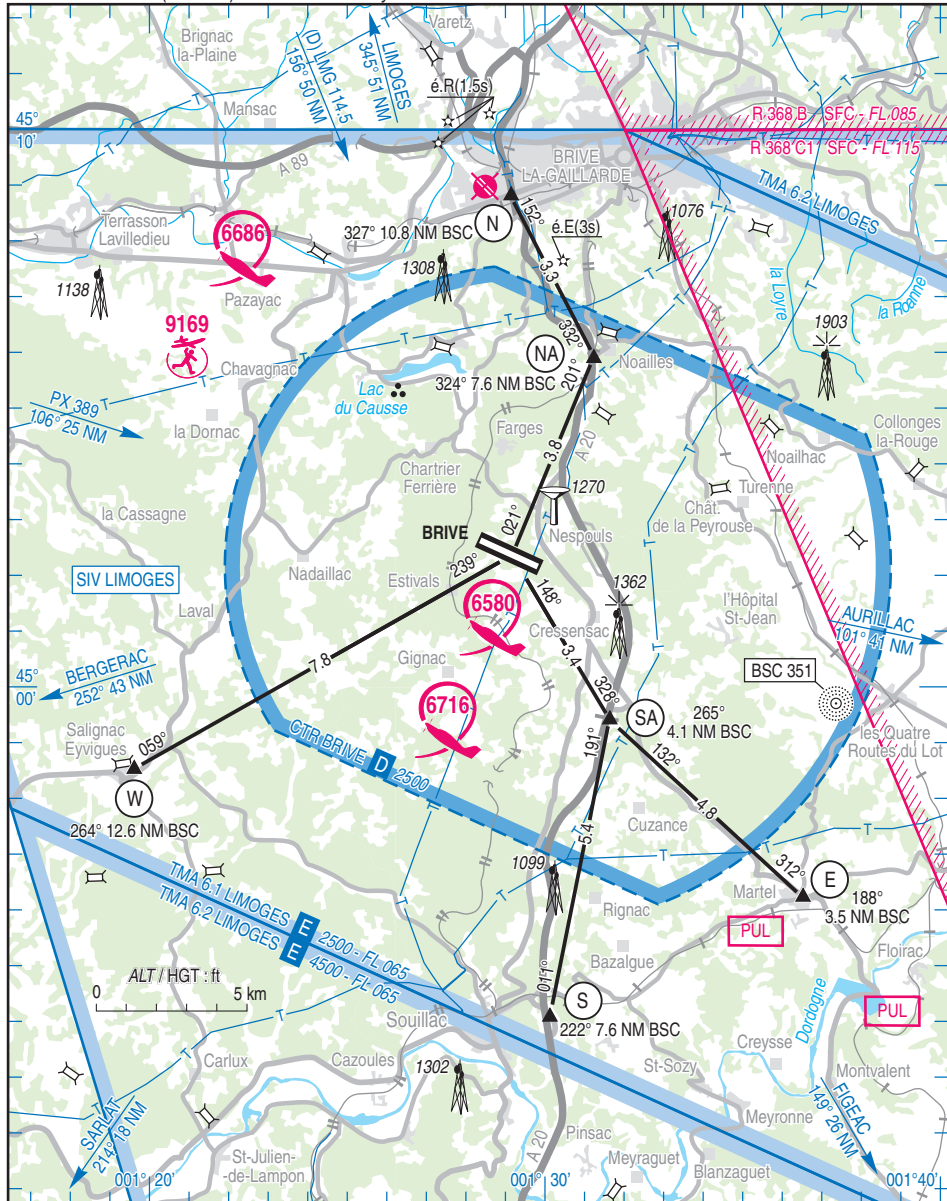 Varetz
Brignac
la-Plaine
(D) LMG 114.5
156° 50 NM
LIMOGES
345° 51 NM
é.R(1.5s)
Mansac
45°
10'
R 368 B - SFC - FL 085
R 368 C1 SFC - FL 115
A 89
BRIVE
LA-GAILLARDE
TMA 6.2 LIMOGES
Terrasson
Lavilledieu
6686
N
152°
327° 10.8 NM BSC
é.E(3s)
1076
1308
3.3
1138
Pazayac
la Loyre
la Roanne
9169
1903
332°
NA
Noailles
Chavagnac
324° 7.6 NM BSC
201°
Lac
du Causse
PX 389
106° 25 NM
la Dornac
Farges
A 20
Collonges
la-Rouge
3.8
Noailhac
Chartrier
Ferrière
1270
Turenne
Chât.
de la Peyrouse
la Cassagne
021°
BRIVE
Nespouls
239°
SIV LIMOGES
Nadaillac
Estivals
148°
6580
1362
Laval
Cressensac
l'Hôpital
St-Jean
AURILLAC
101° 41 NM
7.8
Gignac
3.4
BERGERAC
252° 43 NM
45°
00'
BSC 351
328°
6716
SA
265°
4.1 NM BSC
Salignac
Eyvigues
059°
CTR BRIVE D 2500
191°
132°
les Quatre
Routes du Lot
W
264° 12.6 NM BSC
4.8
5.4
Cuzance
1099
312°
E
Martel
188°
3.5 NM BSC
TMA 6.1 LIMOGES E 2500 - FL 065
TMA 6.2 LIMOGES E 4500 - FL 065
Rignac
PUL
Floirac
Bazalgue
ALT / HGT : ft
0 5 km
011°
S
Dordogne
PUL
Souillac
222° 7.6 NM BSC
Creysse
Carlux
Cazoules
1302
St-Sozy
Montvalent
SARLAT
214° 18 NM
FIGEAC
149° 26 NM
Meyronne
A 20
Pinsac
St-Julien
-de-Lampon
Meyraguet
Blanzaguet
001° 20'
001° 30'
001° 40'